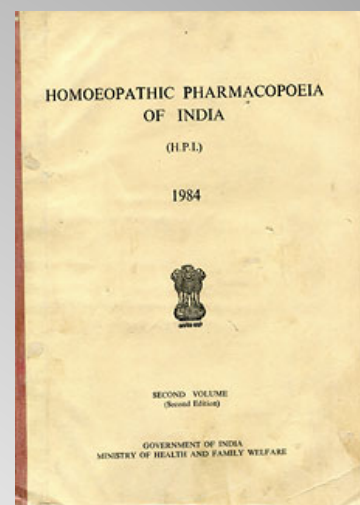 HOMOEOPATHIC PHARMACOPOEIA
OF INDIA
(H.P.I.)
1984
SECOND VOLUME
(Second Edition)
GOVERNMENT OF INDIA
MINISTRY OF HEALTH AND FAMILY WELFARE